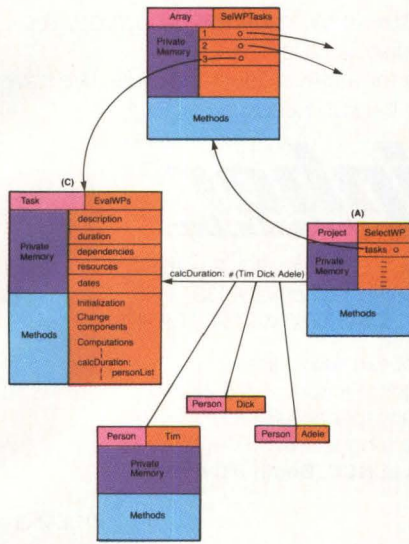 Array SelWPTasks
Private Memory
1
2
3
Methods
(C)
Task EvalWPs
Private Memory
description
duration
dependencies
resources
dates
Methods
Initialization
Change components
Computations
calcDuration: personList
(A)
Project SelectWP
Private Memory
tasks
Methods
calcDuration: #(Tim Dick Adele)
Person Dick
Person Tim
Person Adele
Private Memory
Methods